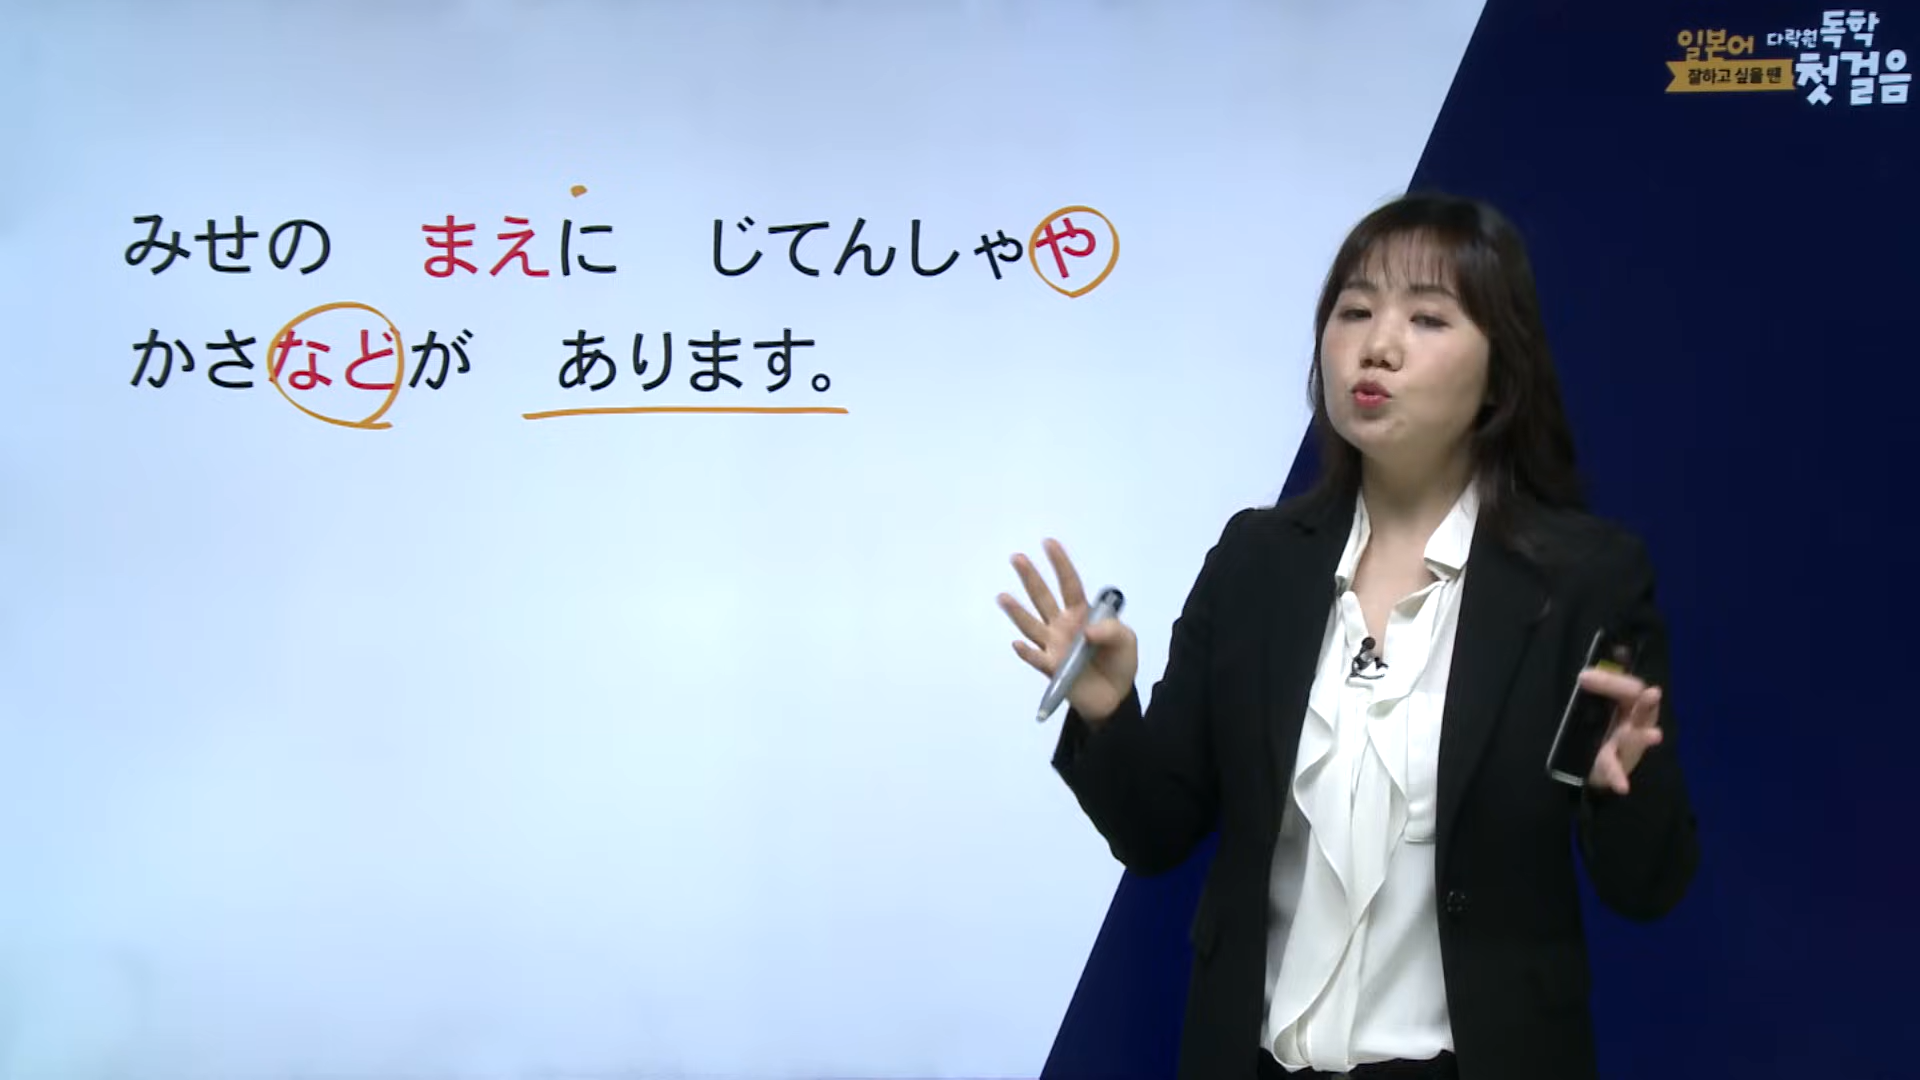 みせの　まえに　じてんしゃや
かさなどが　あります。
일본어
잘하고 싶을 땐
다락원 독학
첫걸음